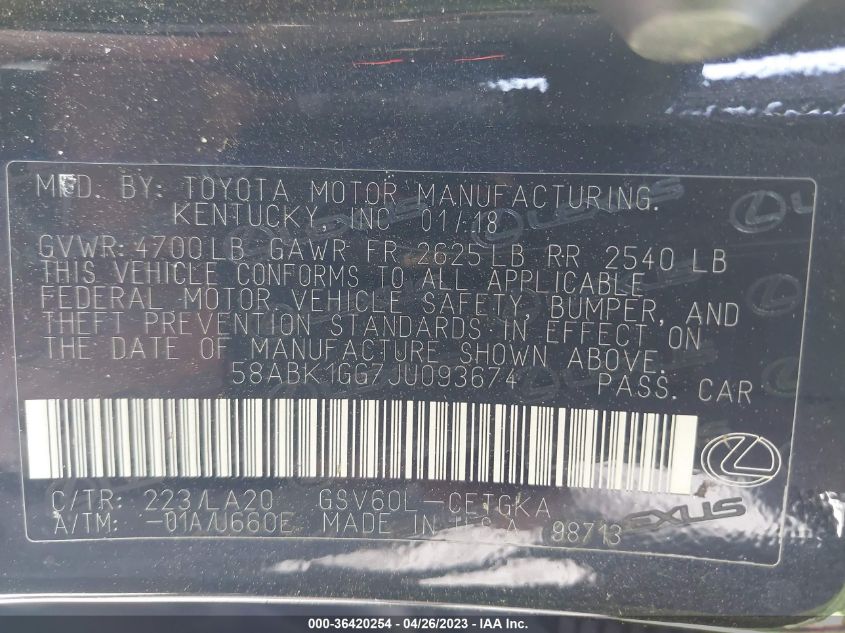 MFD. BY: TOYOTA MOTOR MANUFACTURING.
KENTUCKY, INC 01/18
GVWR: 4700LB GAWR FR 2625LB RR 2540 LB
THIS VEHICLE CONFORMS TO ALL APPLICABLE
FEDERAL MOTOR VEHICLE SAFETY, BUMPER, AND
THEFT PREVENTION STANDARDS IN EFFECT ON
THE DATE OF MANUFACTURE SHOWN ABOVE.
58ABK1GG7JU093674 PASS. CAR
C/TR: 223/LA20 GSV60L-CETGKA
A/TM: -01A/U660E MADE IN U.S.A. 98713
LEXUS
000-36420254 - 04/26/2023 - © IAA, Inc.